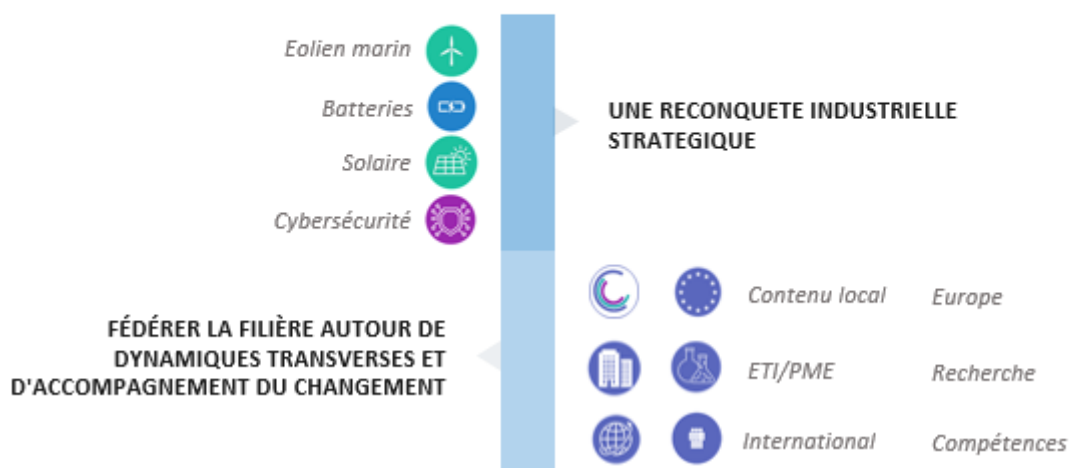 Eolien marin
Batteries
Solaire
Cybersécurité
UNE RECONQUETE INDUSTRIELLE
STRATEGIQUE
FÉDÉRER LA FILIÈRE AUTOUR DE
DYNAMIQUES TRANSVERSES ET
D'ACCOMPAGNEMENT DU CHANGEMENT
Contenu local Europe
ETI/PME Recherche
International Compétences